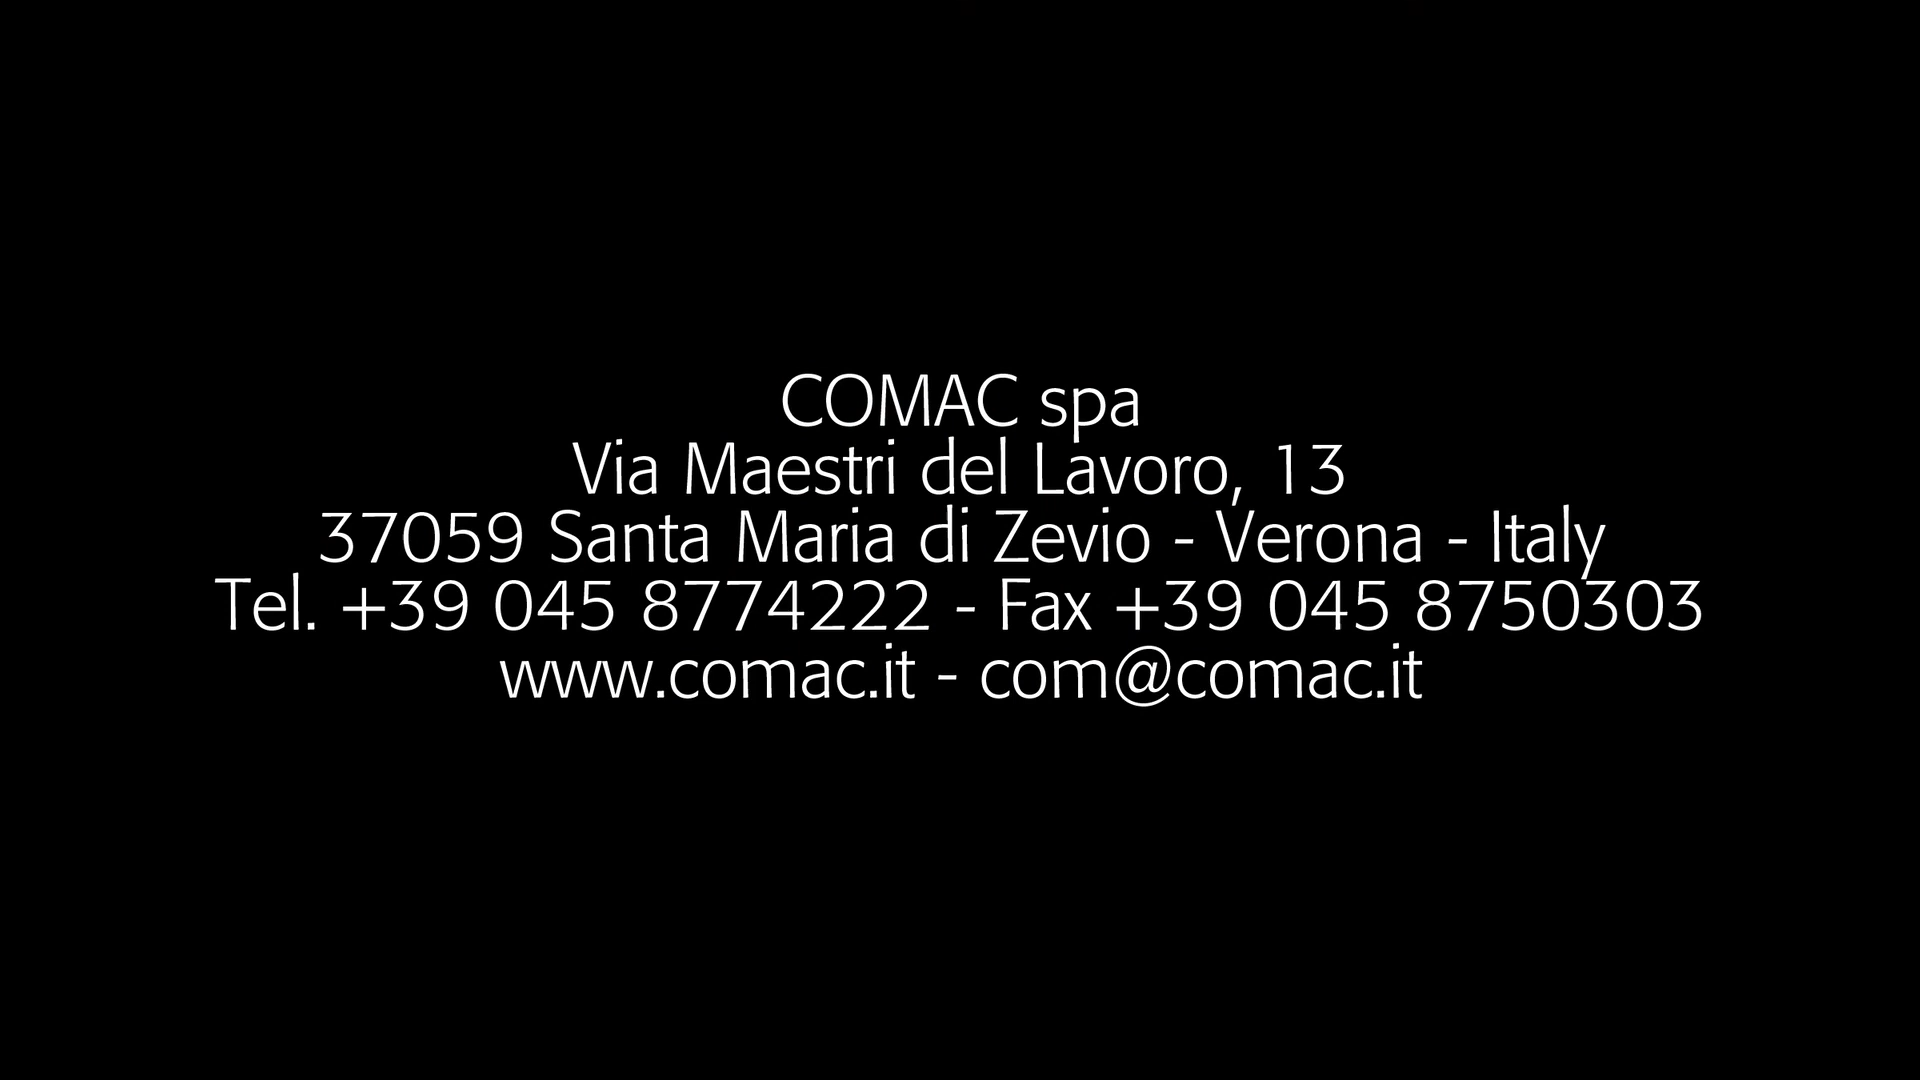 COMAC spa
Via Maestri del Lavoro, 13
37059 Santa Maria di Zevio - Verona - Italy
Tel. +39 045 8774222 - Fax +39 045 8750303
www.comac.it - com@comac.it